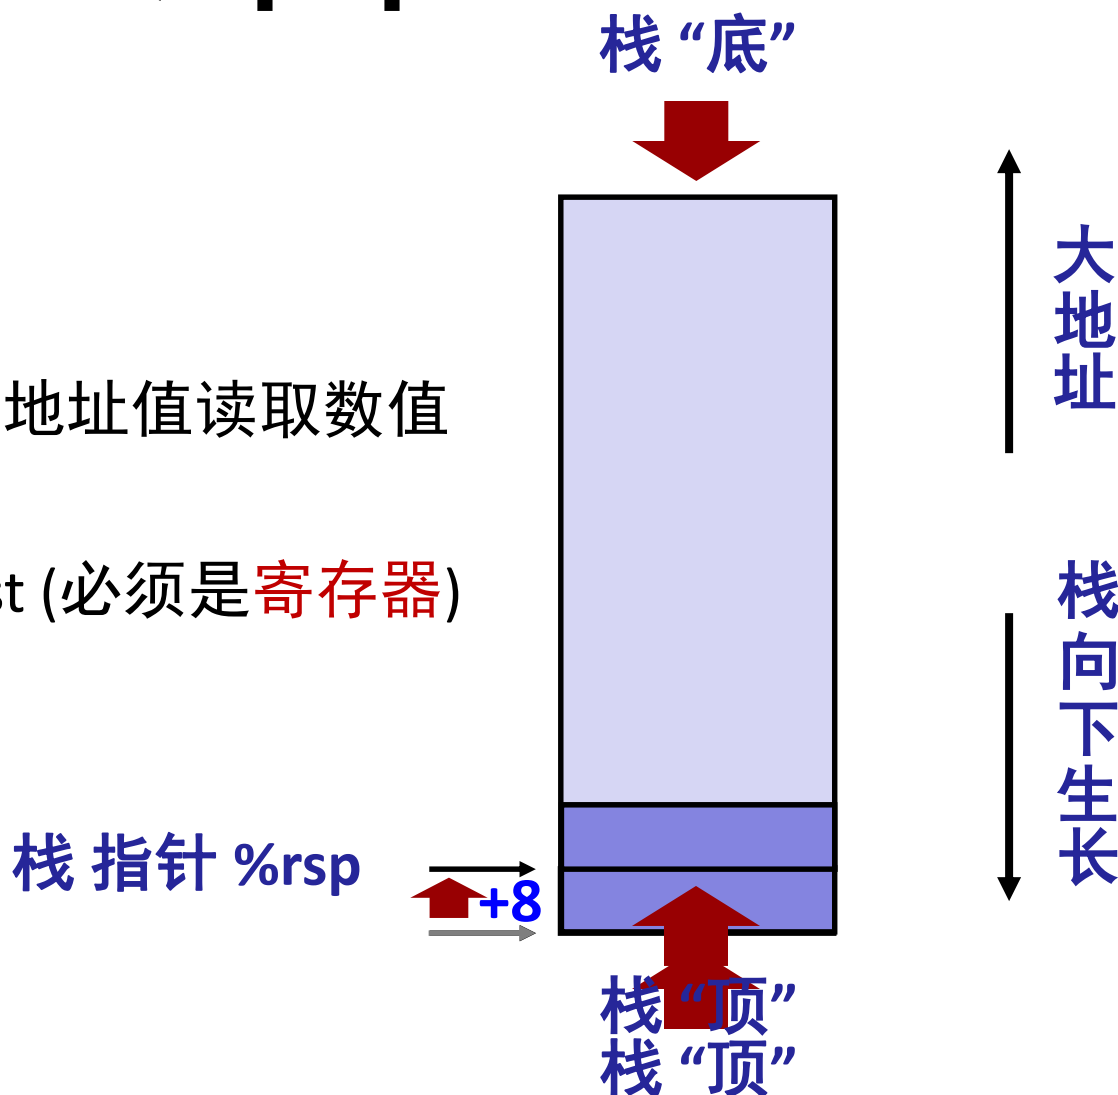 栈 “底”
大地址
地址值读取数值
st (必须是寄存器)
栈向下生长
栈 指针 %rsp
+8
栈 “顶”
栈 “顶”